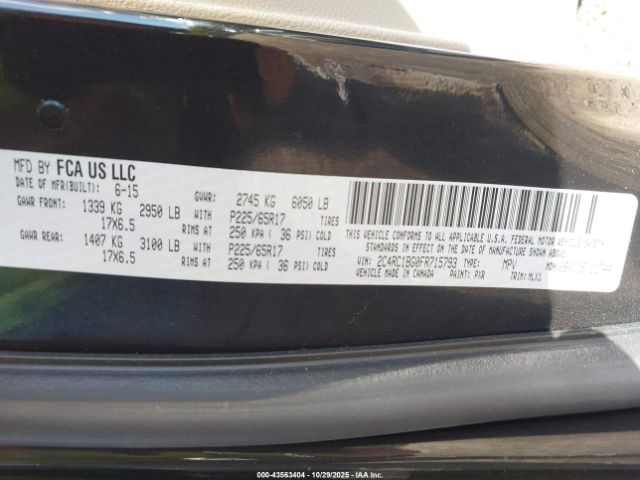 MFD BY FCA US LLC
DATE OF MFR(BUILT): 6-15 GVWR: 2745 KG 6050 LB
GAWR FRONT: 1339 KG 2950 LB WITH P225/65R17 TIRES
17X6.5 RIMS AT 250 KPA ( 36 PSI) COLD
GAWR REAR: 1407 KG 3100 LB WITH P225/65R17 TIRES
17X6.5 RIMS AT 250 KPA ( 36 PSI) COLD
THIS VEHICLE CONFORMS TO ALL APPLICABLE U.S.A. FEDERAL MOTOR VEHICLE SAFETY
STANDARDS IN EFFECT ON THE DATE OF MANUFACTURE SHOWN ABOVE.
VIN: 2C4RC1BG0FR715793 TYPE: MPV MDH:
VEHICLE MADE IN CANADA PAINT: PXR TRIM: MLX1
000-43563404 - 10/29/2025 - IAA.